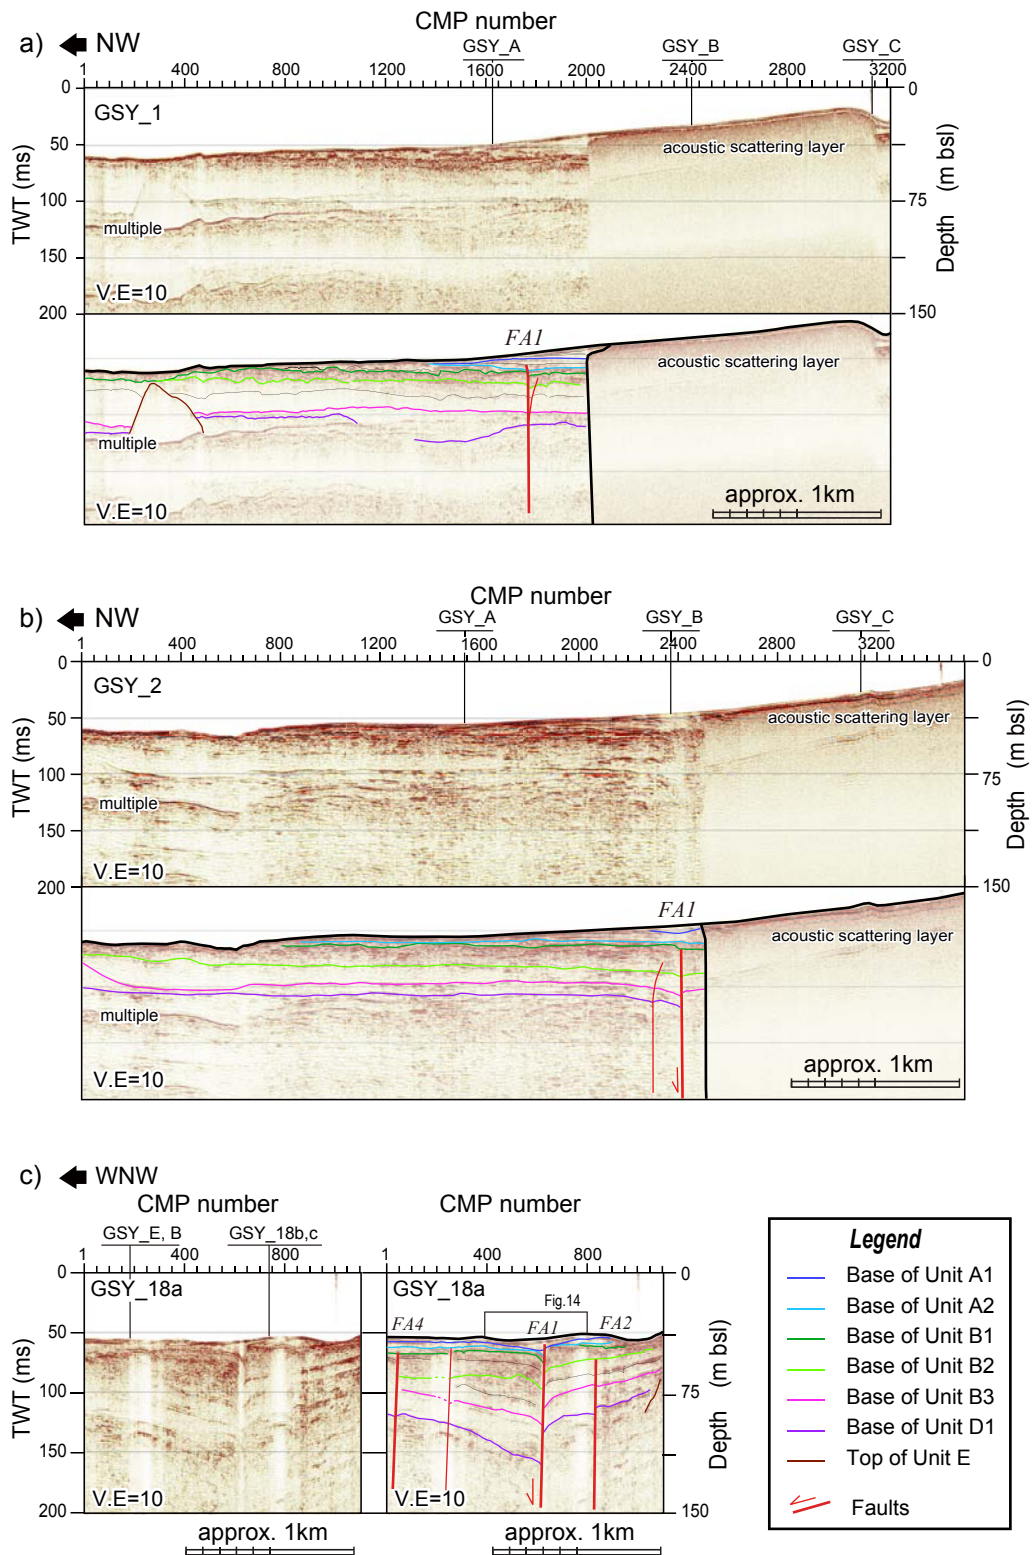 CMP number
a) NW
GSY_A GSY_B GSY_C
1 400 800 1200 1600 2000 2400 2800 3200
GSY_1
0 50 100 150 200
TWT (ms)
0 75 150
Depth (m bsl)
acoustic scattering layer
multiple
V.E=10
FA1
acoustic scattering layer
multiple
V.E=10
approx. 1km
CMP number
b) NW
GSY_A GSY_B GSY_C
1 400 800 1200 1600 2000 2400 2800 3200
GSY_2
0 50 100 150 200
TWT (ms)
0 75 150
Depth (m bsl)
acoustic scattering layer
multiple
V.E=10
FA1
acoustic scattering layer
multiple
V.E=10
approx. 1km
c) WNW
CMP number
GSY_E, B GSY_18b,c
1 400 800
GSY_18a
0 50 100 150 200
TWT (ms)
V.E=10
approx. 1km
CMP number
1 400 800
GSY_18a
Fig.14
FA4 FA1 FA2
0 75 150
Depth (m bsl)
V.E=10
approx. 1km
Legend
Base of Unit A1
Base of Unit A2
Base of Unit B1
Base of Unit B2
Base of Unit B3
Base of Unit D1
Top of Unit E
Faults